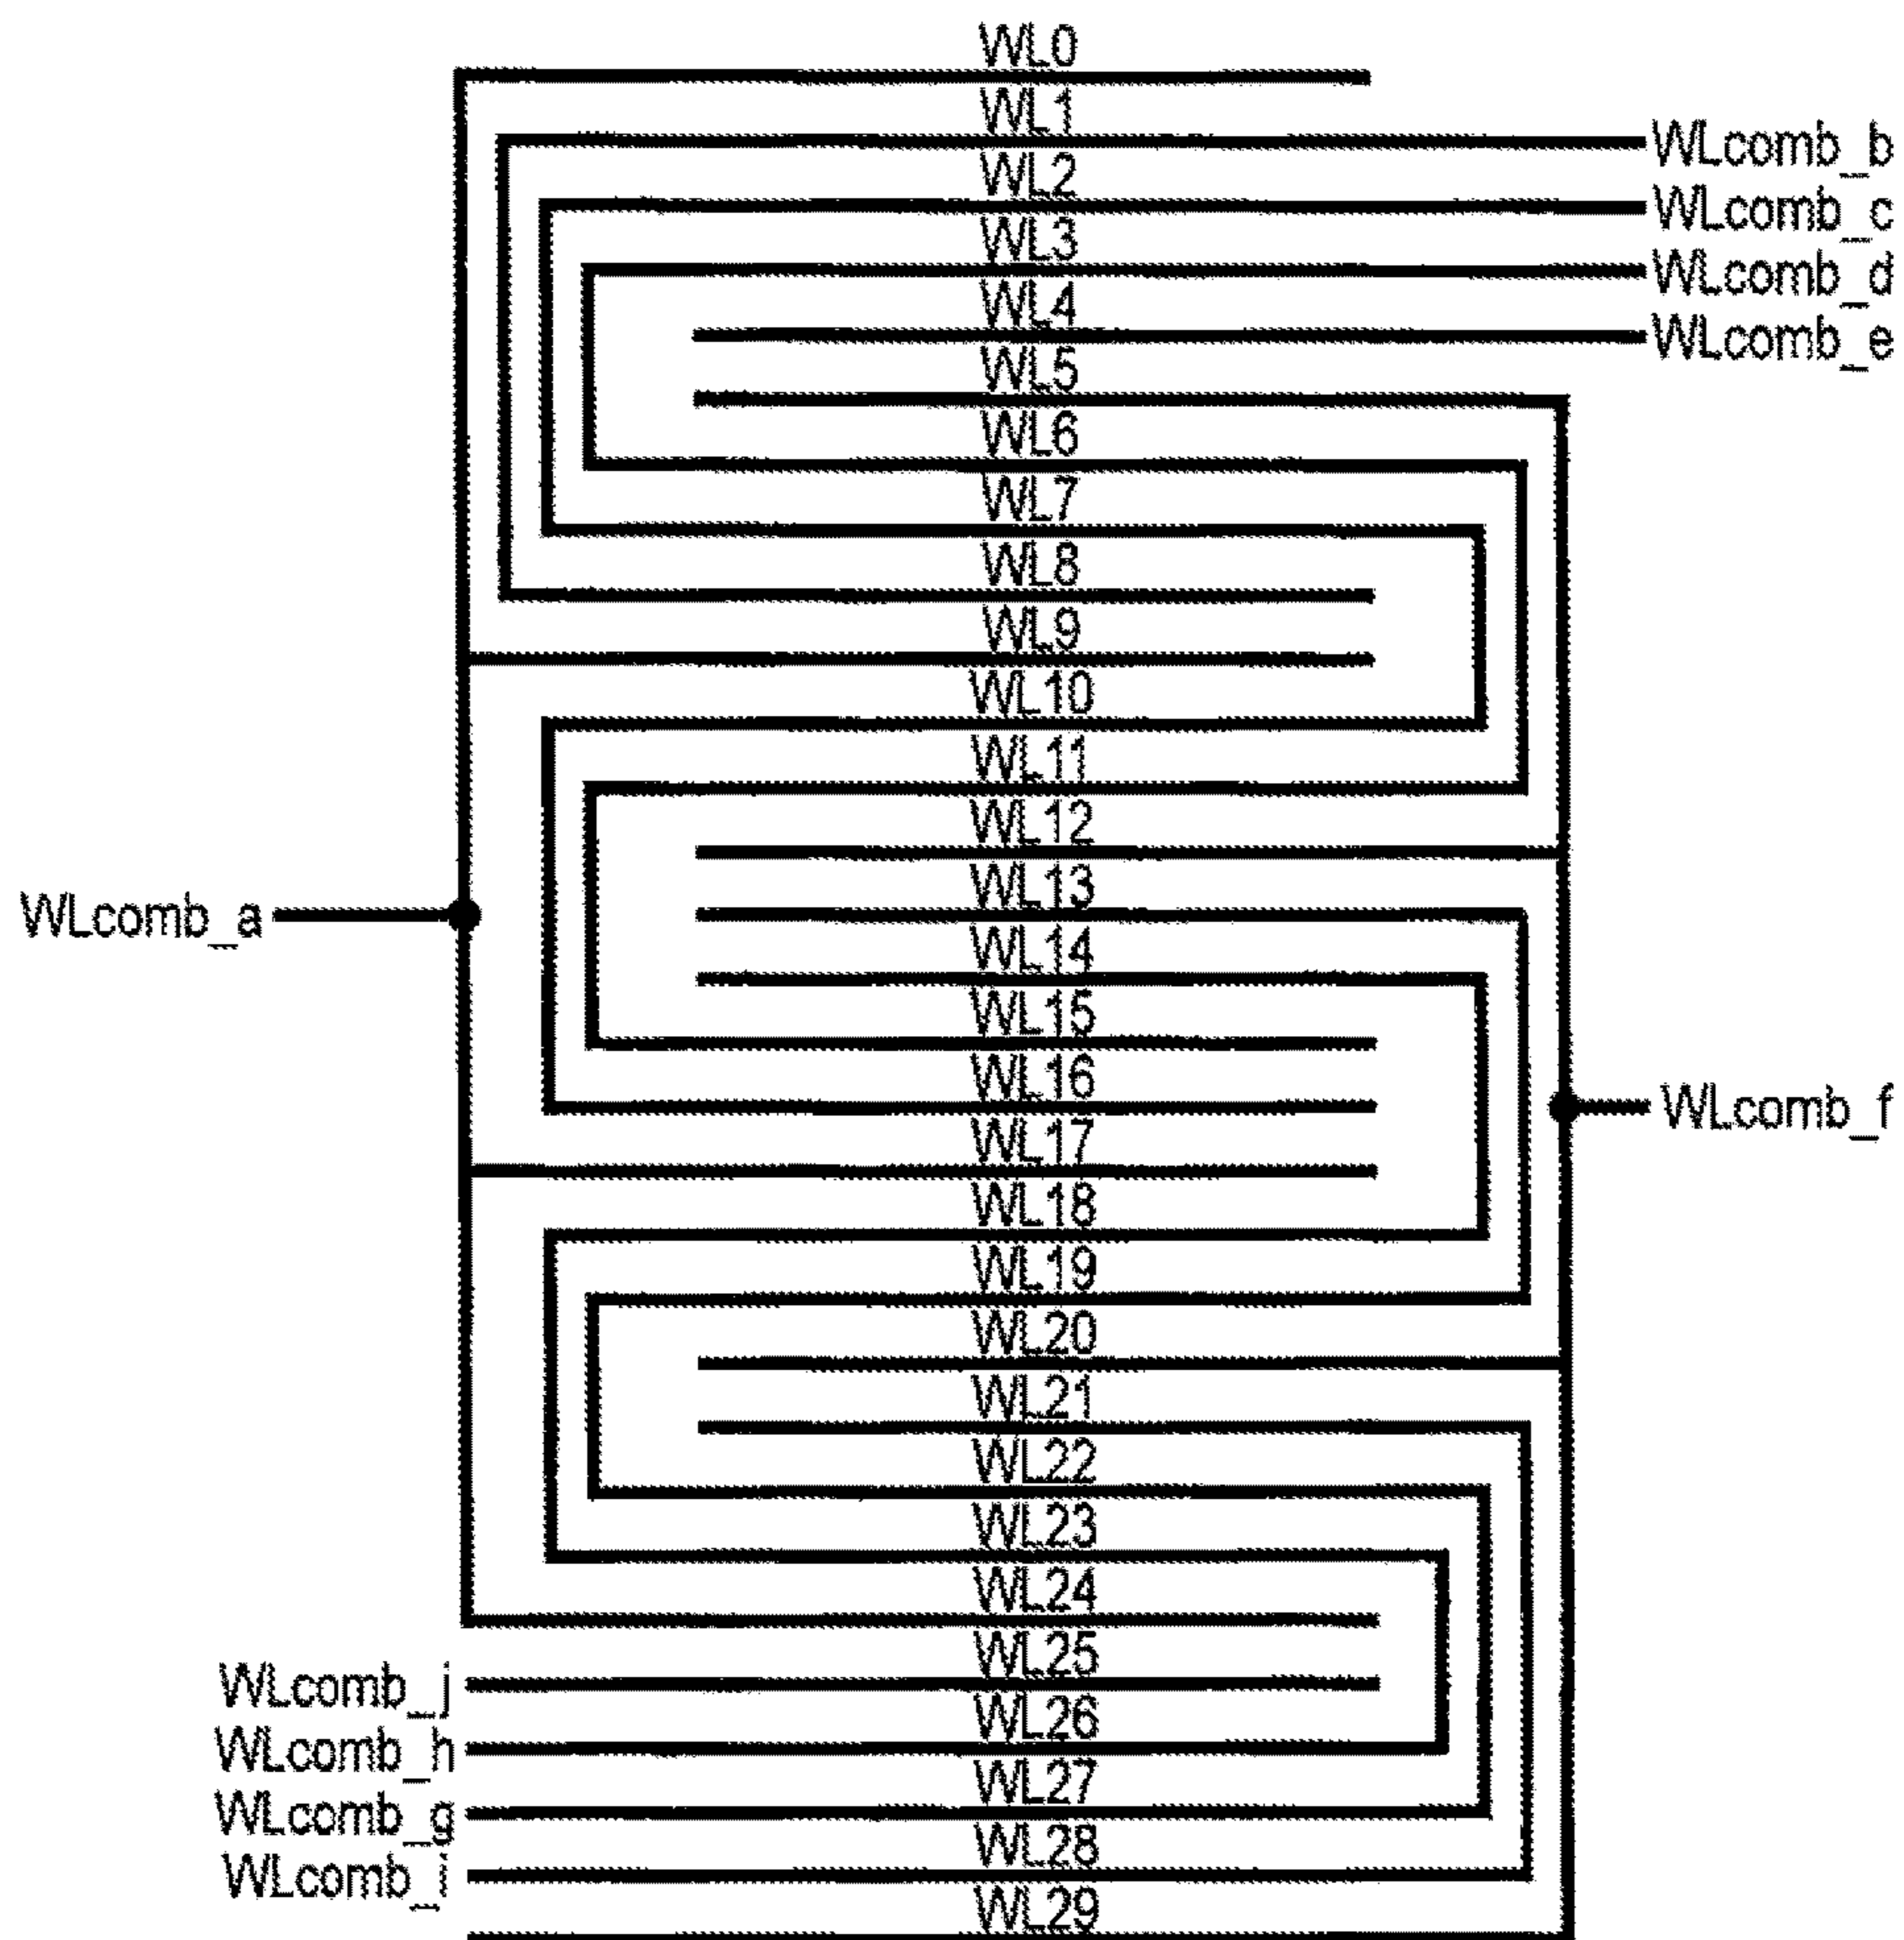 WL0
WL1
WLcomb_b
WL2
WLcomb_c
WL3
WLcomb_d
WL4
WLcomb_e
WL5
WL6
WL7
WL8
WL9
WL10
WL11
WL12
WL13
WLcomb_a
WL14
WL15
WL16
WLcomb_f
WL17
WL18
WL19
WL20
WL21
WL22
WL23
WL24
WL25
WLcomb_j
WL26
WLcomb_h
WL27
WLcomb_g
WL28
WLcomb_i
WL29